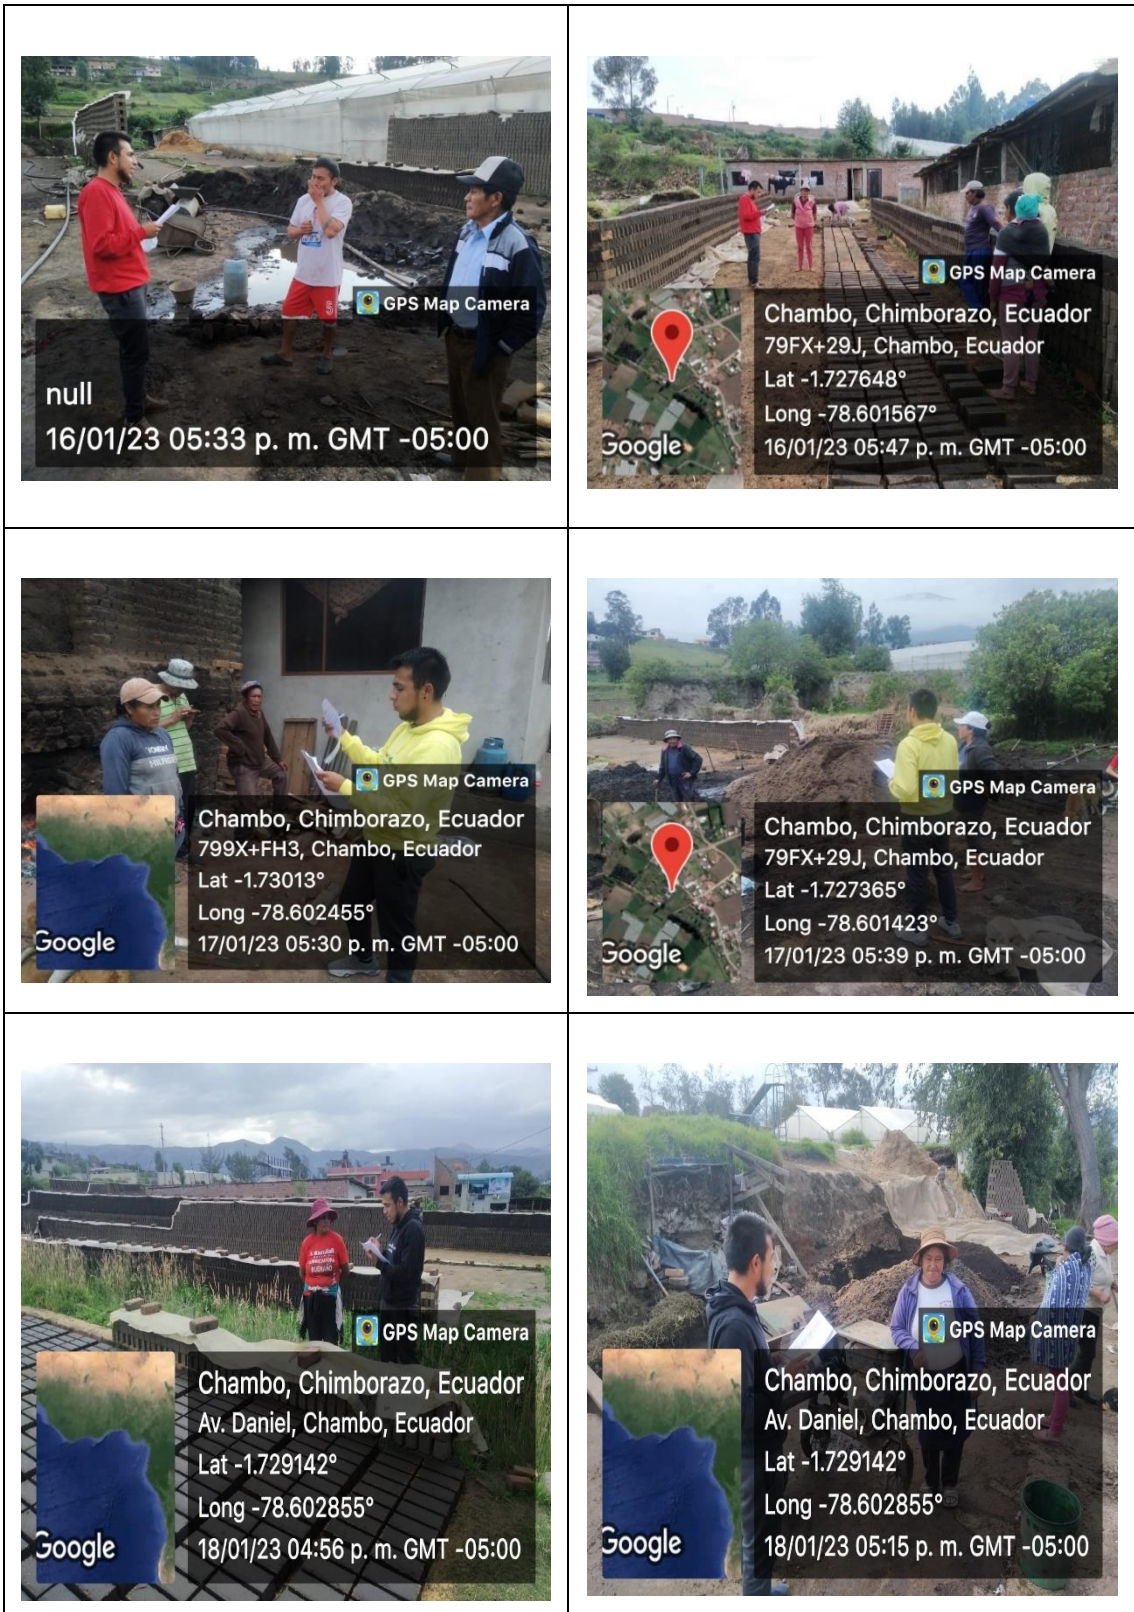 GPS Map Camera
null
16/01/23 05:33 p. m. GMT -05:00
GPS Map Camera
Chambo, Chimborazo, Ecuador
79FX+29J, Chambo, Ecuador
Lat -1.727648°
Long -78.601567°
16/01/23 05:47 p. m. GMT -05:00
Google
GPS Map Camera
Chambo, Chimborazo, Ecuador
799X+FH3, Chambo, Ecuador
Lat -1.73013°
Long -78.602455°
17/01/23 05:30 p. m. GMT -05:00
Google
GPS Map Camera
Chambo, Chimborazo, Ecuador
79FX+29J, Chambo, Ecuador
Lat -1.727365°
Long -78.601423°
17/01/23 05:39 p. m. GMT -05:00
Google
GPS Map Camera
Chambo, Chimborazo, Ecuador
Av. Daniel, Chambo, Ecuador
Lat -1.729142°
Long -78.602855°
18/01/23 04:56 p. m. GMT -05:00
Google
GPS Map Camera
Chambo, Chimborazo, Ecuador
Av. Daniel, Chambo, Ecuador
Lat -1.729142°
Long -78.602855°
18/01/23 05:15 p. m. GMT -05:00
Google